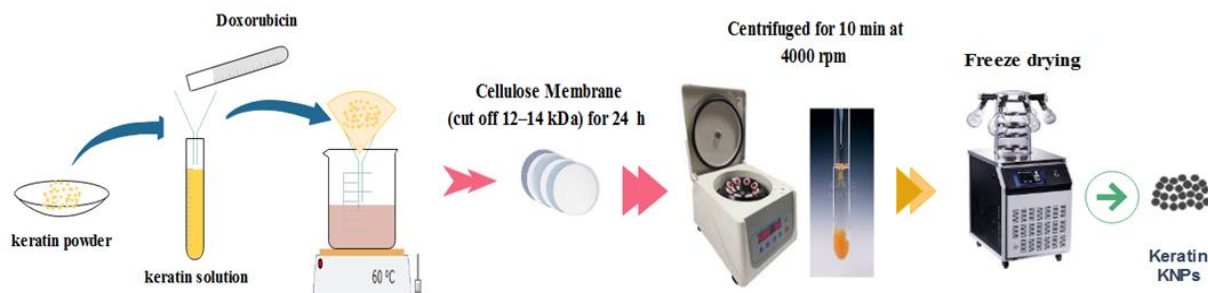 Doxorubicin
keratin powder
keratin solution
60 °C
Cellulose Membrane
(cut off 12–14 kDa) for 24 h
Centrifuged for 10 min at
4000 rpm
Freeze drying
Keratin
KNPs